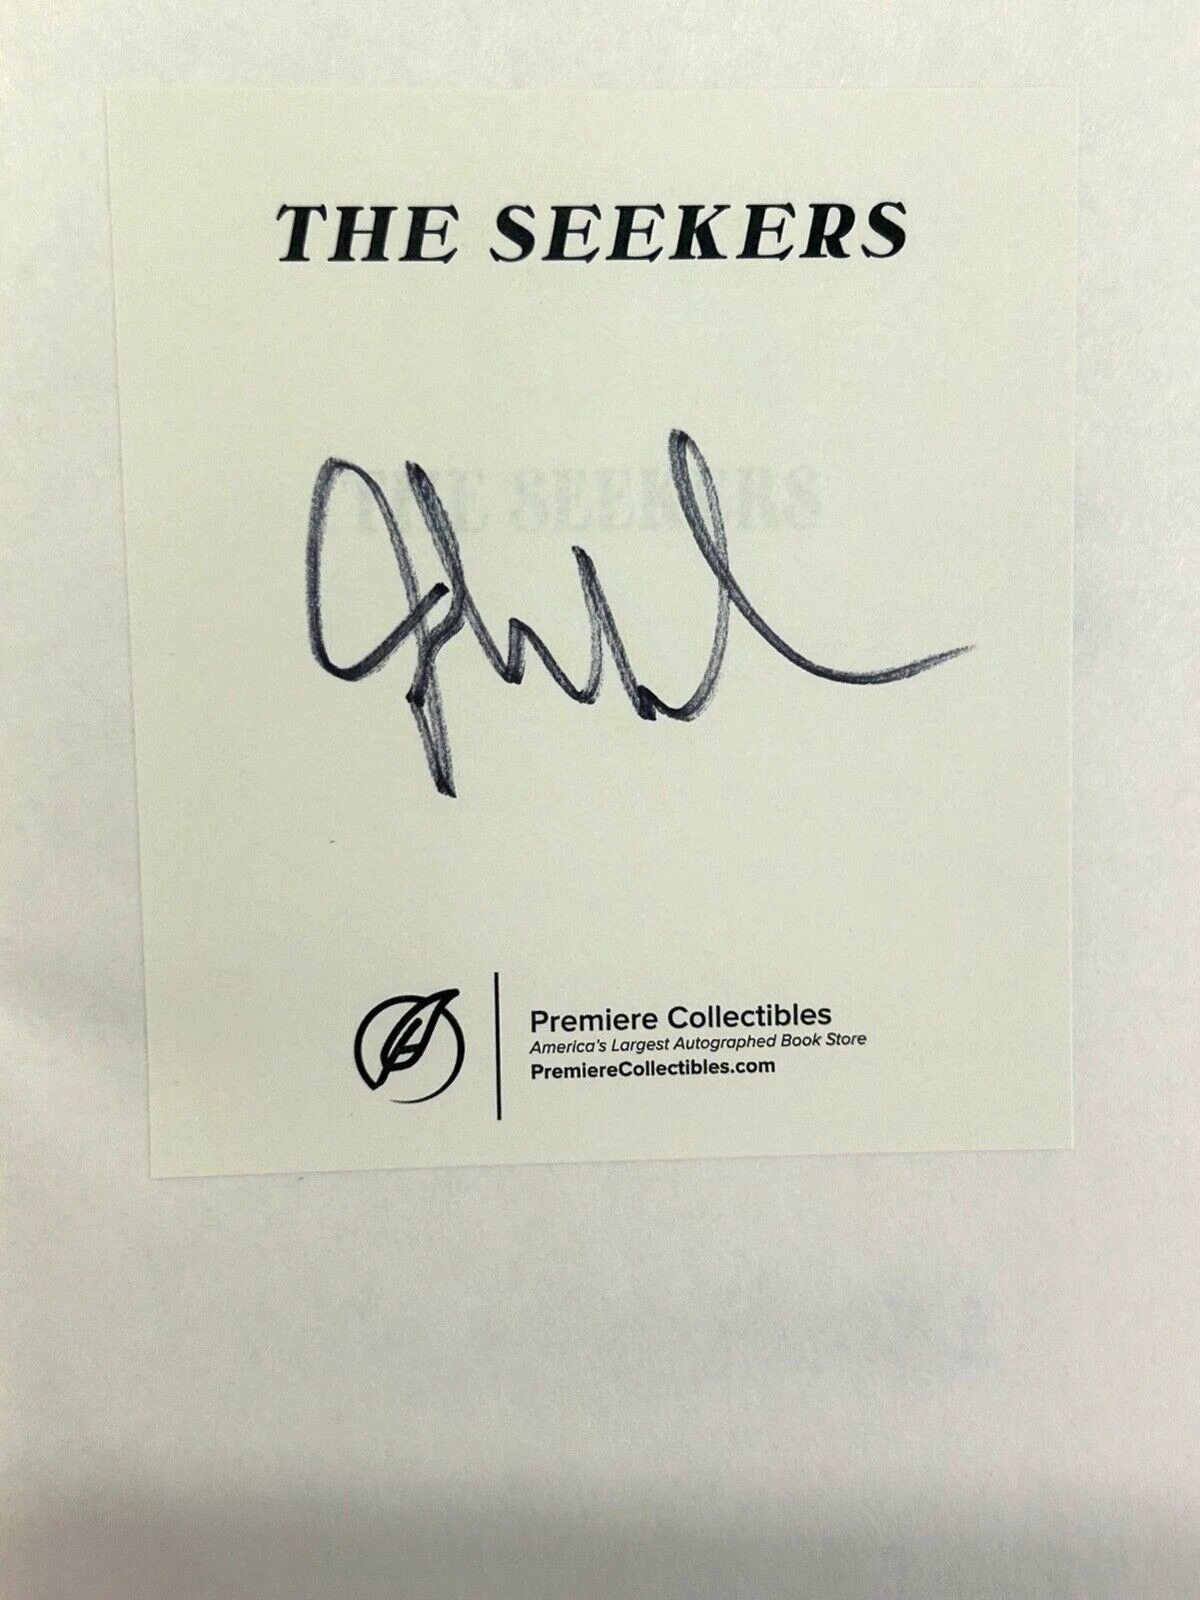 THE SEEKERS
THE SEEKERS
Premiere Collectibles
America's Largest Autographed Book Store
PremiereCollectibles.com